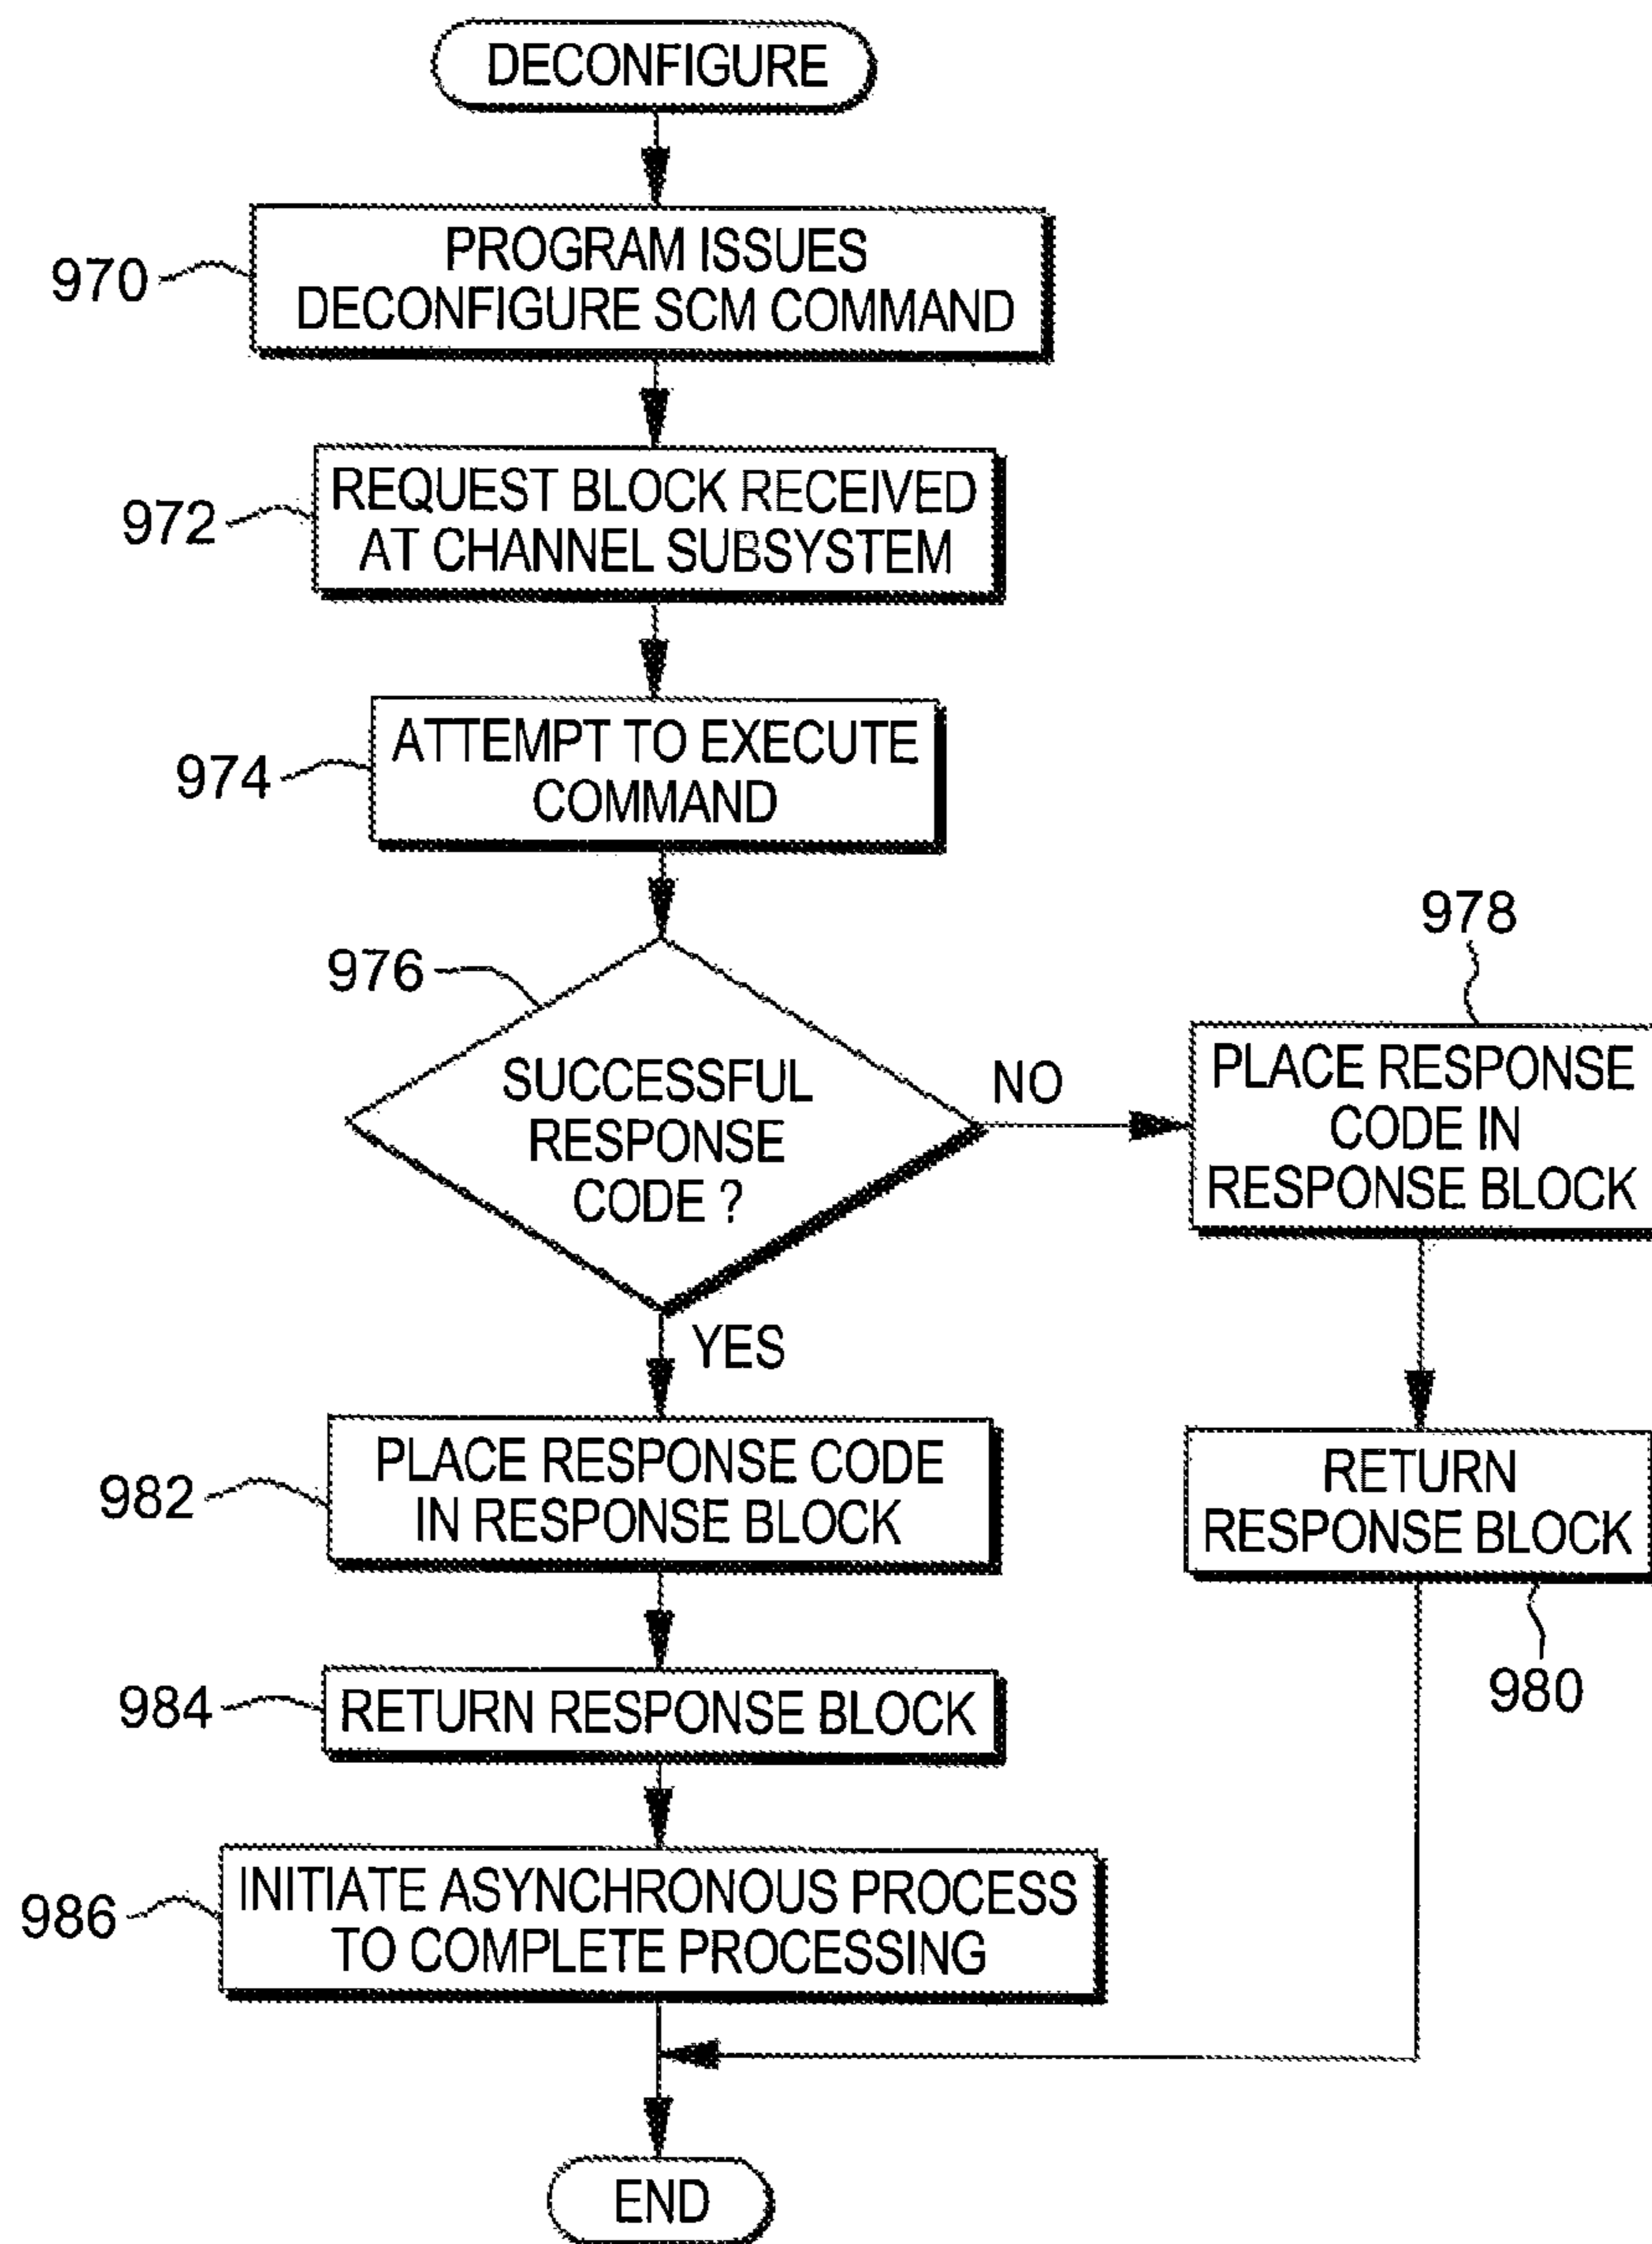 DECONFIGURE
970
PROGRAM ISSUES
DECONFIGURE SCM COMMAND
972
REQUEST BLOCK RECEIVED
AT CHANNEL SUBSYSTEM
974
ATTEMPT TO EXECUTE
COMMAND
976
SUCCESSFUL
RESPONSE
CODE ?
NO
978
PLACE RESPONSE
CODE IN
RESPONSE BLOCK
YES
982
PLACE RESPONSE CODE
IN RESPONSE BLOCK
RETURN
RESPONSE BLOCK
980
984
RETURN RESPONSE BLOCK
986
INITIATE ASYNCHRONOUS PROCESS
TO COMPLETE PROCESSING
END